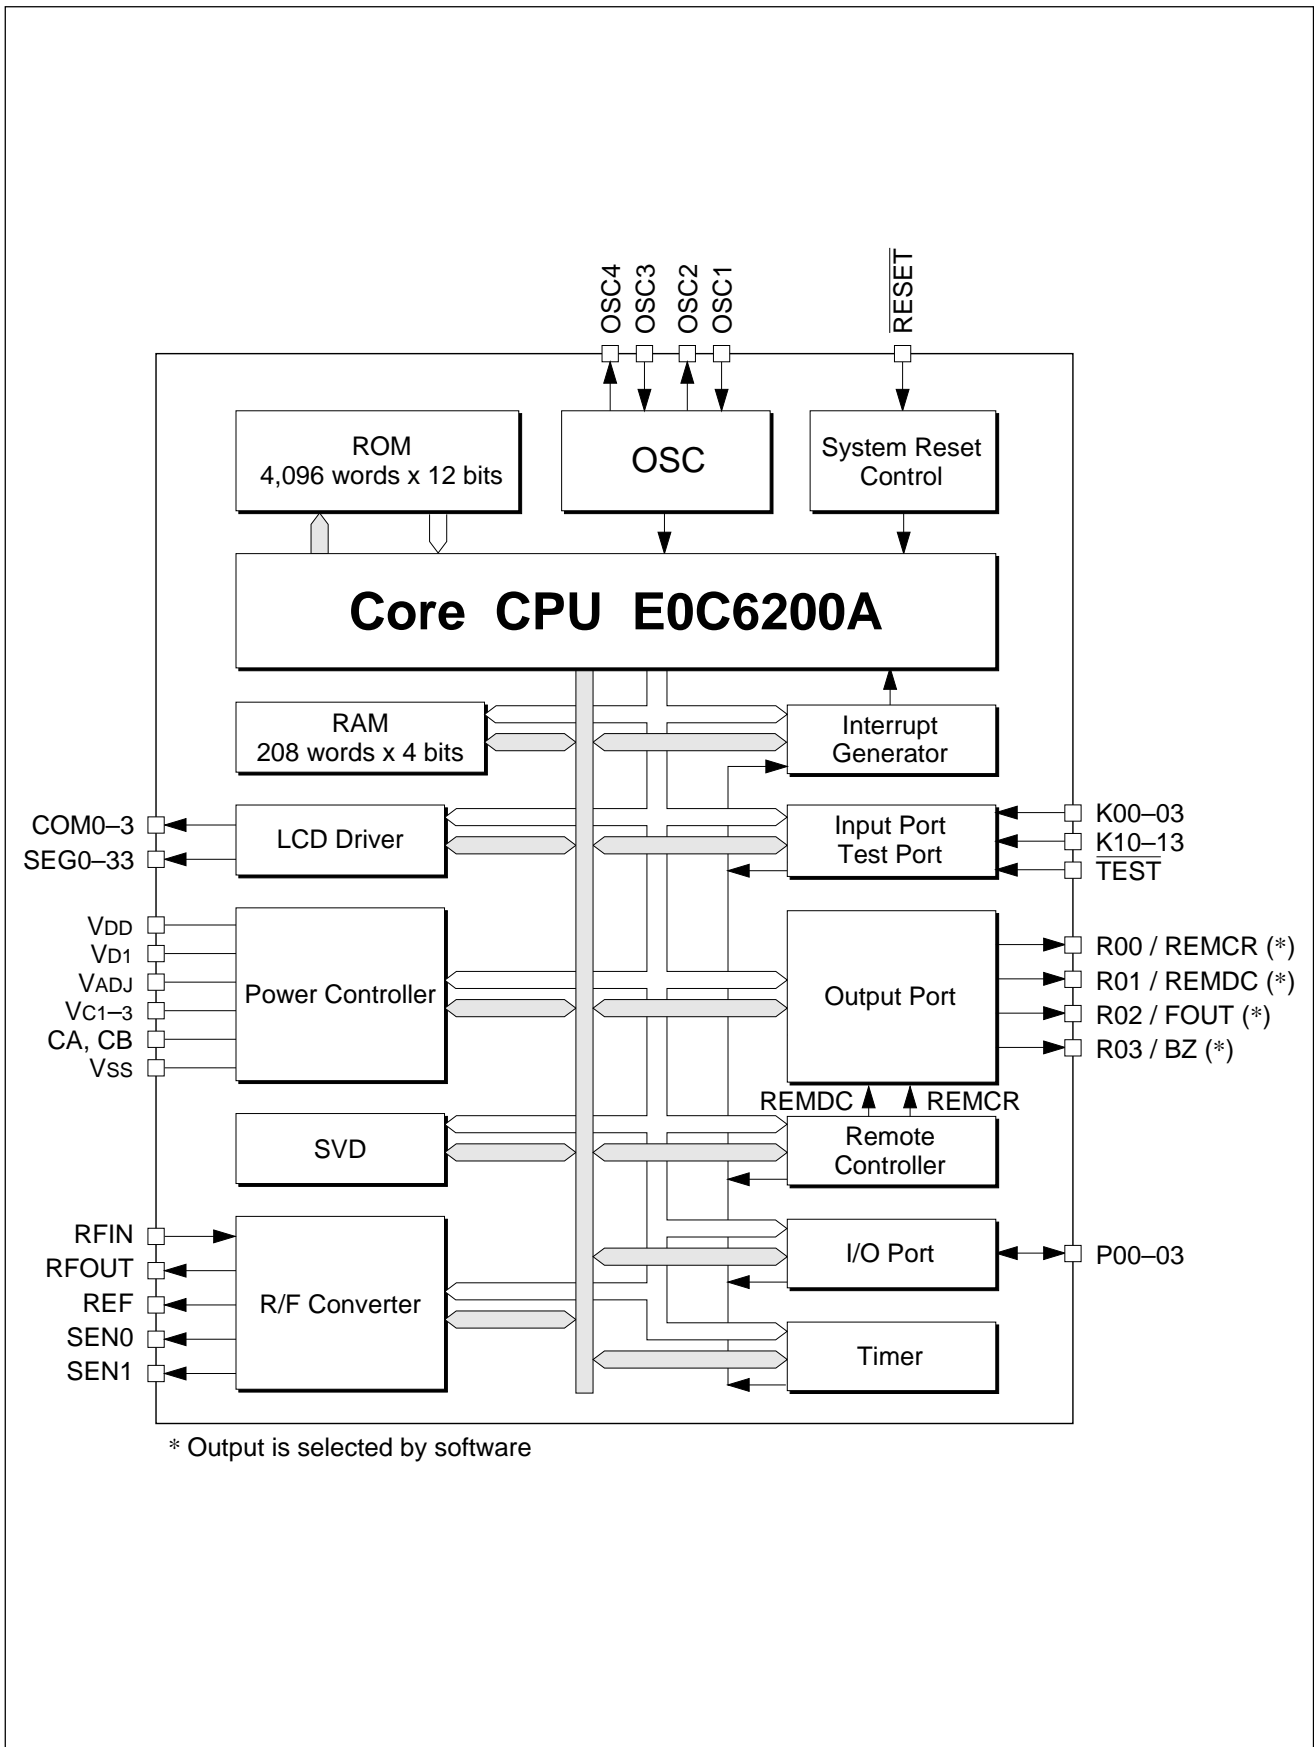 OSC4
OSC3
OSC2
OSC1
RESET
ROM
4,096 words x 12 bits
OSC
System Reset
Control
Core CPU E0C6200A
RAM
208 words x 4 bits
Interrupt
Generator
COM0–3
SEG0–33
LCD Driver
Input Port
Test Port
K00–03
K10–13
TEST
VDD
VD1
VADJ
VC1–3
CA, CB
VSS
Power Controller
Output Port
R00 / REMCR (*)
R01 / REMDC (*)
R02 / FOUT (*)
R03 / BZ (*)
REMDC
REMCR
SVD
Remote
Controller
RFIN
RFOUT
REF
SEN0
SEN1
R/F Converter
I/O Port
P00–03
Timer
* Output is selected by software